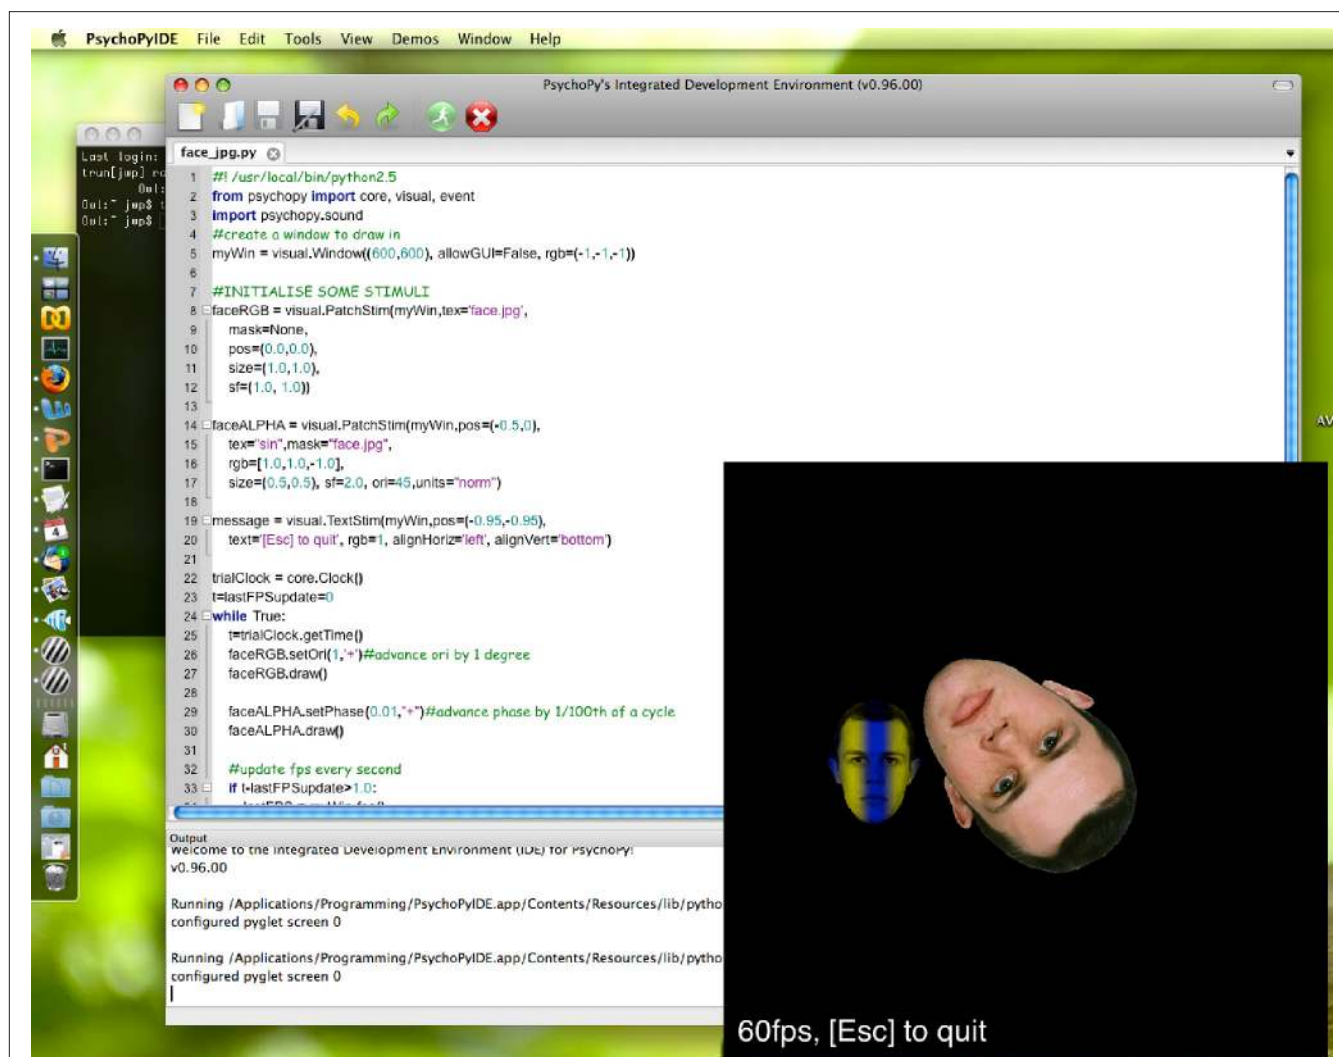 PsychoPyIDE File Edit Tools View Demos Window Help
PsychoPy's Integrated Development Environment (v0.96.00)
Last login:
Owl:~ jwp$
Owl:~ jwp$
face_jpg.py
1 #! /usr/local/bin/python2.5
2 from psychopy import core, visual, event
3 import psychopy.sound
4 #create a window to draw in
5 myWin = visual.Window((600,600), allowGUI=False, rgb=(-1,-1,-1))
6
7 #INITIALISE SOME STIMULI
8 faceRGB = visual.PatchStim(myWin,tex='face.jpg',
9 mask=None,
10 pos=(0.0,0.0),
11 size=(1.0,1.0),
12 sf=(1.0, 1.0))
13
14 faceALPHA = visual.PatchStim(myWin,pos=(-0.5,0),
15 tex="sin",mask="face.jpg",
16 rgb=[1.0,1.0,-1.0],
17 size=(0.5,0.5), sf=2.0, ori=45,units="norm")
18
19 message = visual.TextStim(myWin,pos=(-0.95,-0.95),
20 text='[Esc] to quit', rgb=1, alignHoriz='left', alignVert='bottom')
21
22 trialClock = core.Clock()
23 t=lastFPSupdate=0
24 while True:
25 t=trialClock.getTime()
26 faceRGB.setOri(1,'+')#advance ori by 1 degree
27 faceRGB.draw()
28
29 faceALPHA.setPhase(0.01,"+")#advance phase by 1/100th of a cycle
30 faceALPHA.draw()
31
32 #update fps every second
33 if t-lastFPSupdate>1.0:
AV
4
Output
Welcome to the Integrated Development Environment (IDE) for PsychoPy!
v0.96.00
Running /Applications/Programming/PsychoPyIDE.app/Contents/Resources/lib/pytho
configured pyglet screen 0
Running /Applications/Programming/PsychoPyIDE.app/Contents/Resources/lib/pytho
configured pyglet screen 0
60fps, [Esc] to quit